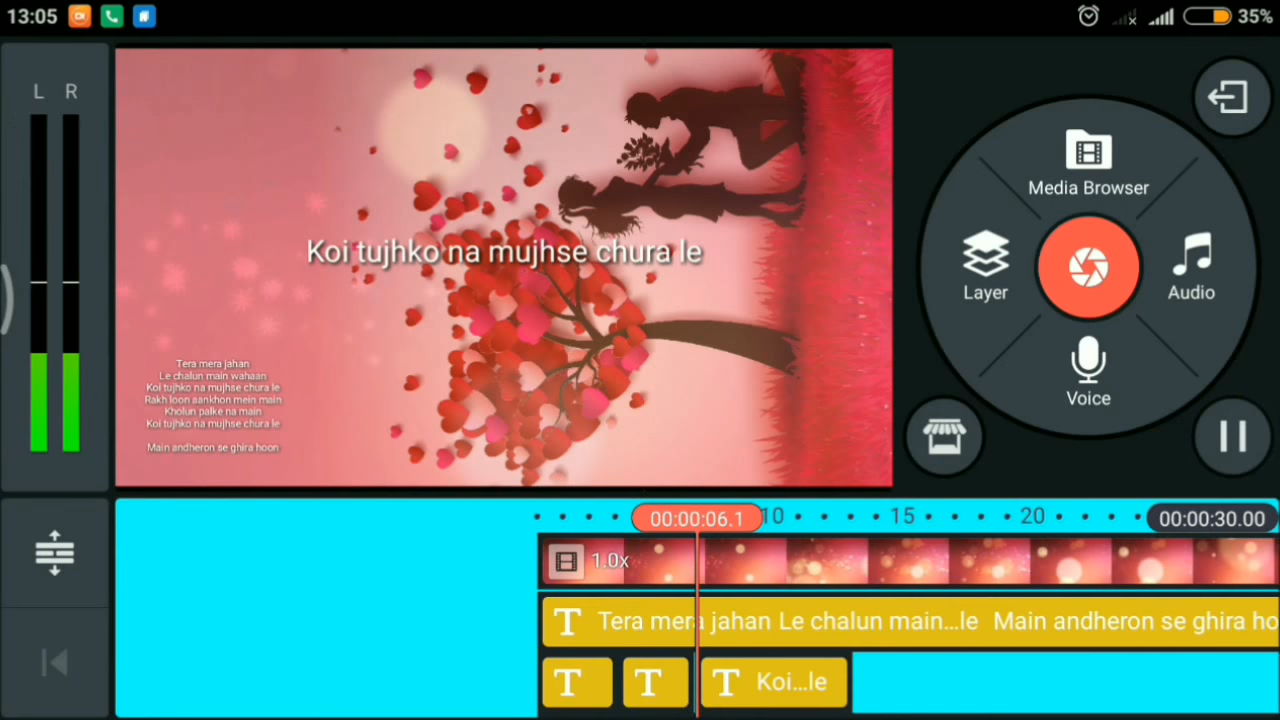 13:05
35%
L R
Koi tujhko na mujhse chura le
Tera mera jahan
Le chalun main wahaan
Koi tujhko na mujhse chura le
Rakh loon aankhon mein main
Kholun palke na main
Koi tujhko na mujhse chura le
Main andheron se ghira hoon
Media Browser
Layer
Audio
Voice
00:00:06.1 10 15 20 00:00:30.00
1.0x
T Tera mera jahan Le chalun main...le Main andheron se ghira ho
T T T Koi...le